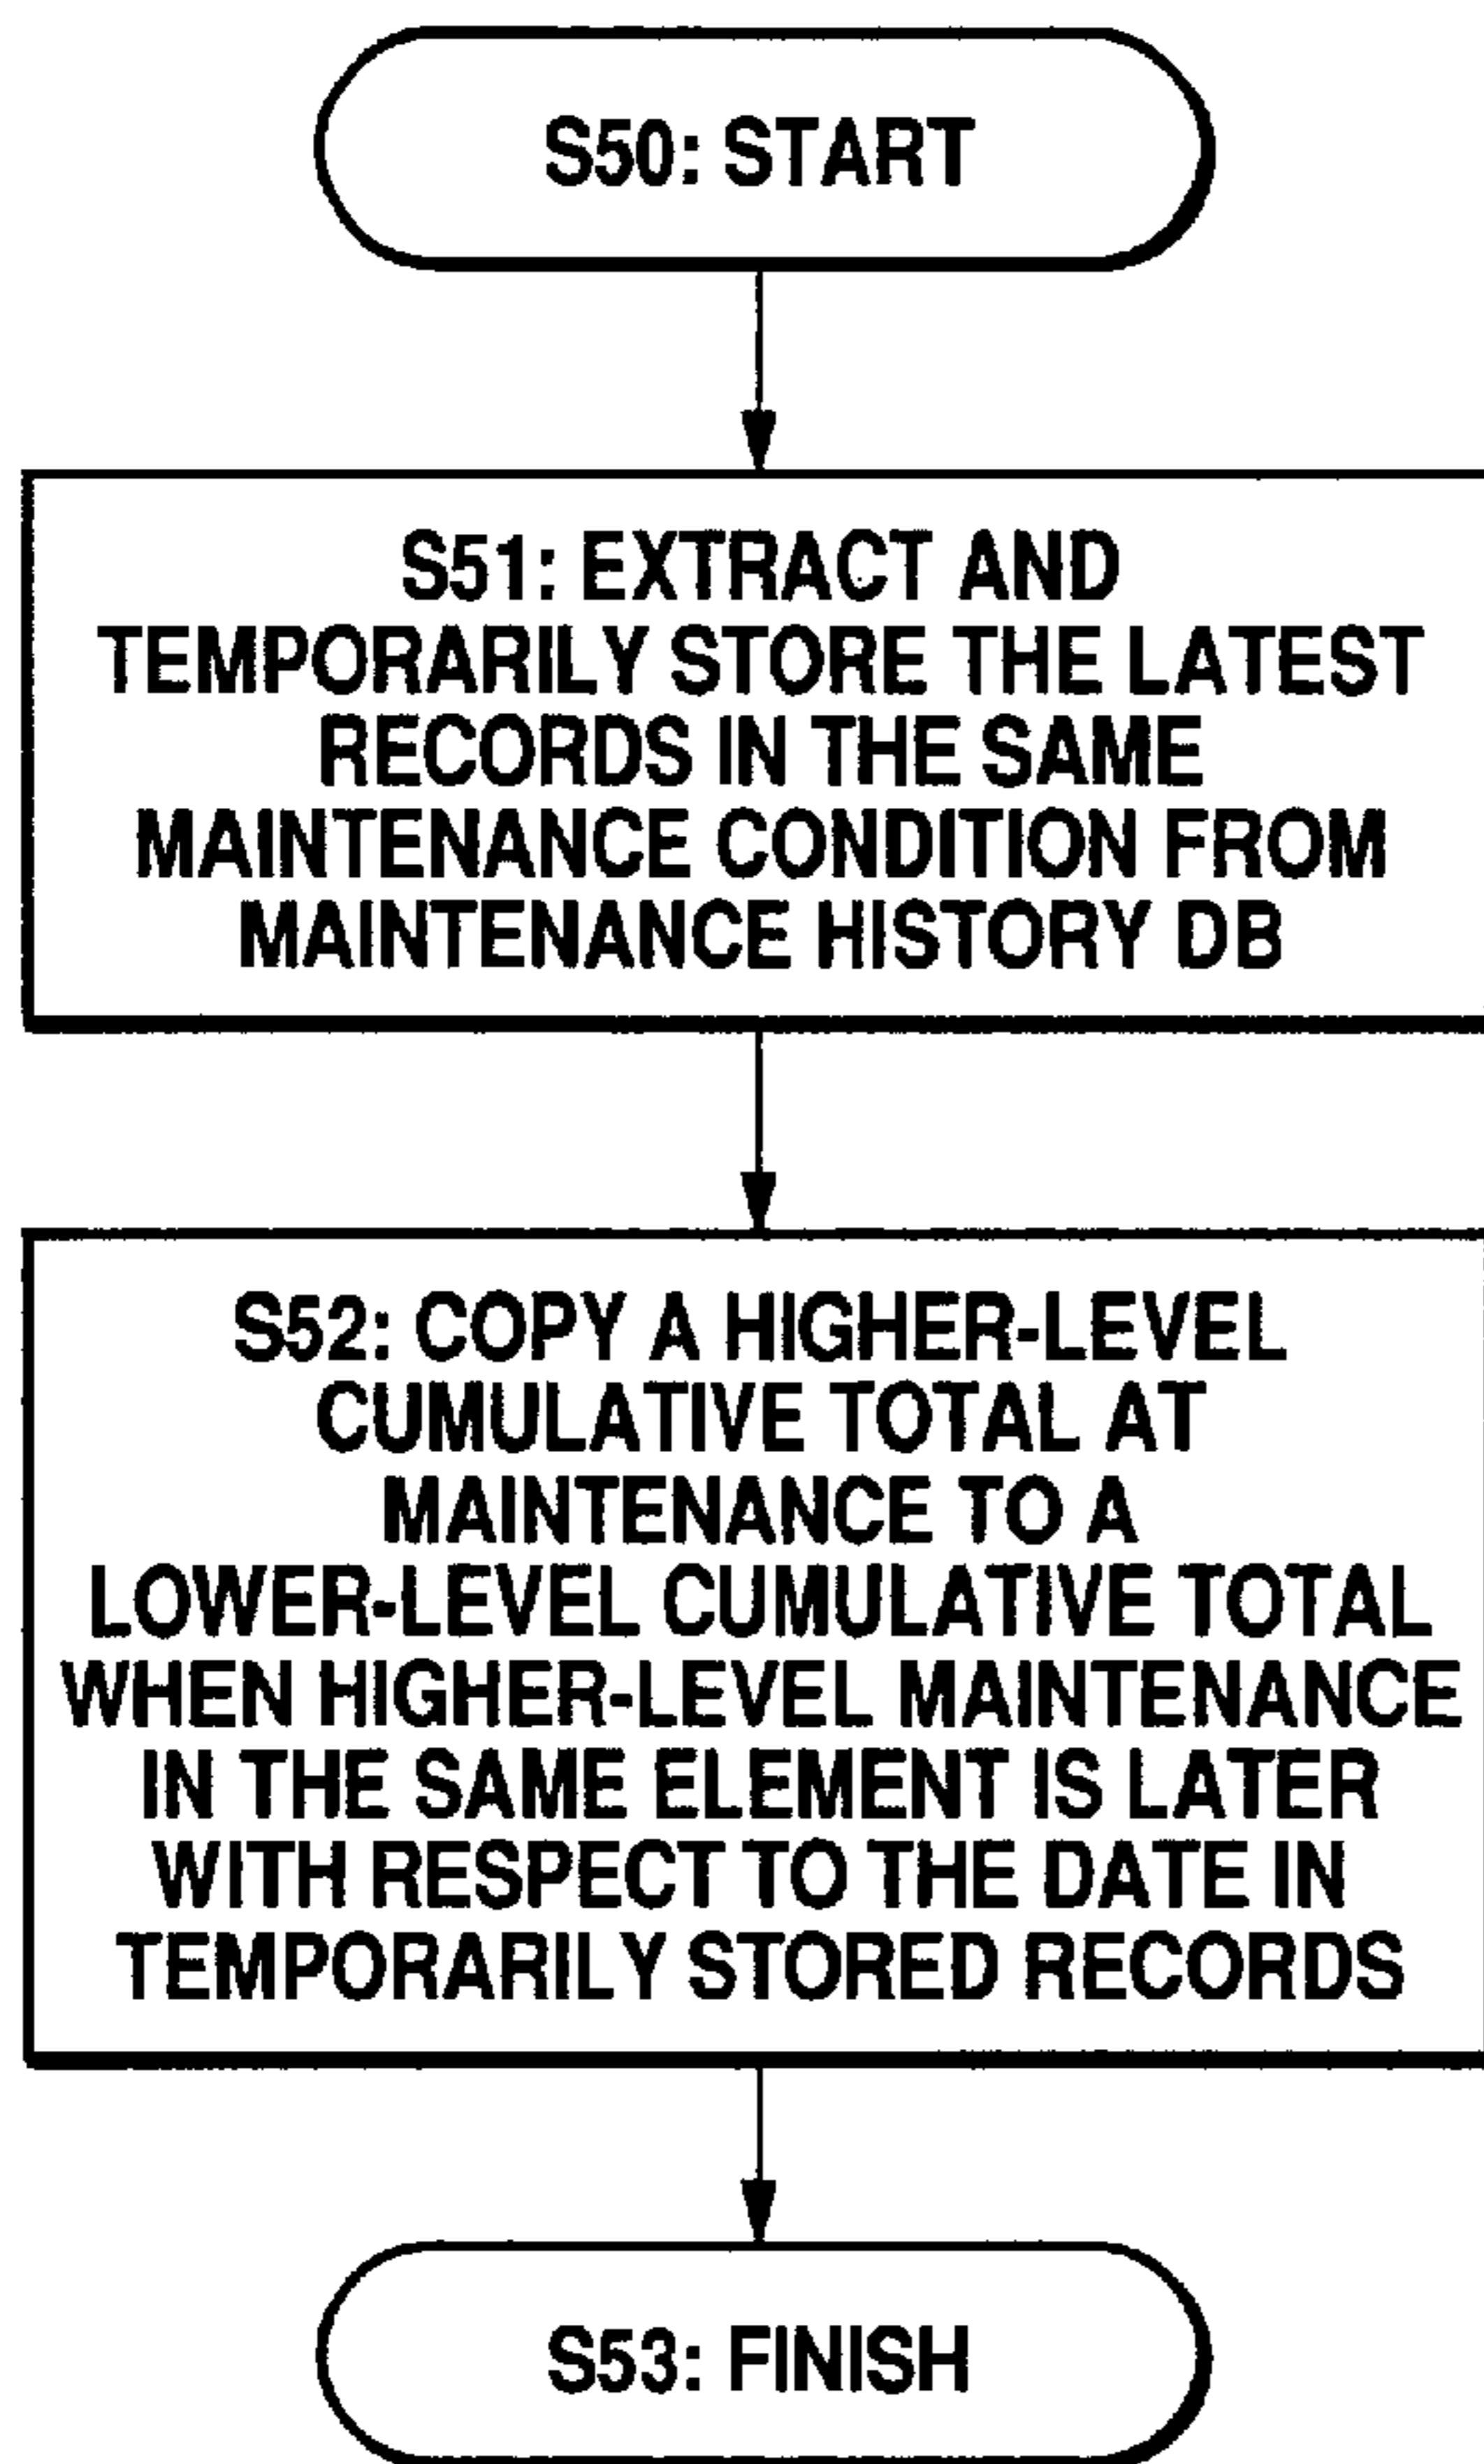 S50: START
S51: EXTRACT AND
TEMPORARILY STORE THE LATEST
RECORDS IN THE SAME
MAINTENANCE CONDITION FROM
MAINTENANCE HISTORY DB
S52: COPY A HIGHER-LEVEL
CUMULATIVE TOTAL AT
MAINTENANCE TO A
LOWER-LEVEL CUMULATIVE TOTAL
WHEN HIGHER-LEVEL MAINTENANCE
IN THE SAME ELEMENT IS LATER
WITH RESPECT TO THE DATE IN
TEMPORARILY STORED RECORDS
S53: FINISH